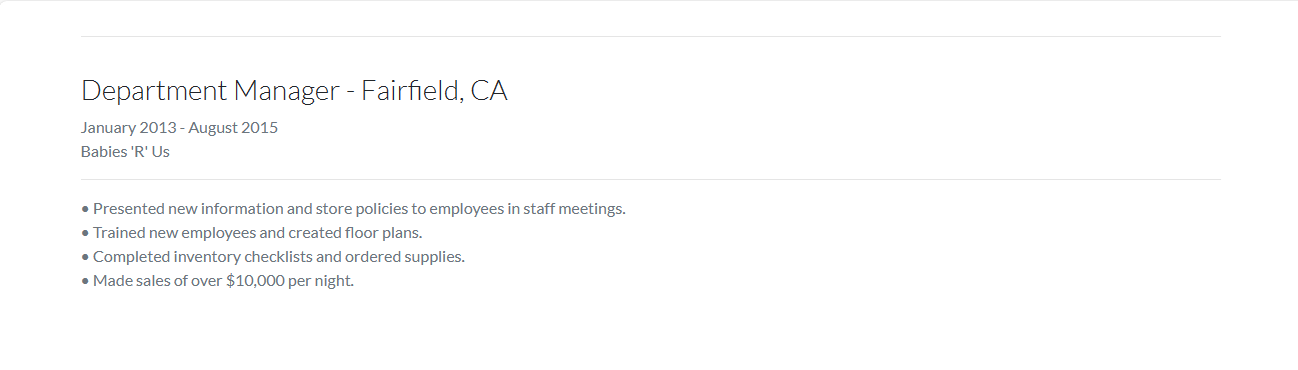 Department Manager - Fairfield, CA
January 2013 - August 2015
Babies 'R' Us
• Presented new information and store policies to employees in staff meetings.
• Trained new employees and created floor plans.
• Completed inventory checklists and ordered supplies.
• Made sales of over $10,000 per night.